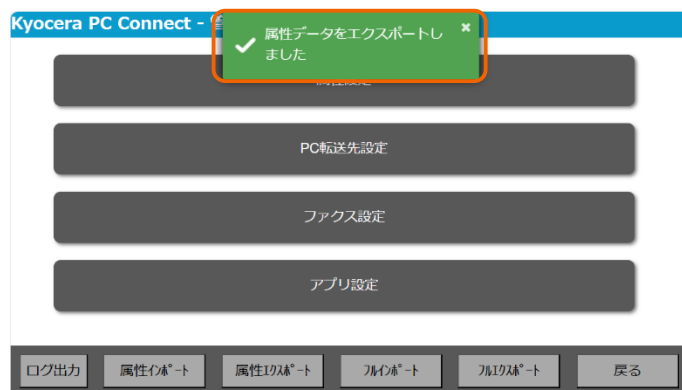 Kyocera PC Connect -
属性データをエクスポートし
ました
×
PC転送先設定
ファクス設定
アプリ設定
ログ出力
属性ｲﾝﾎﾟｰﾄ
属性ｴｸｽﾎﾟｰﾄ
ﾌﾙｲﾝﾎﾟｰﾄ
ﾌﾙｴｸｽﾎﾟｰﾄ
戻る